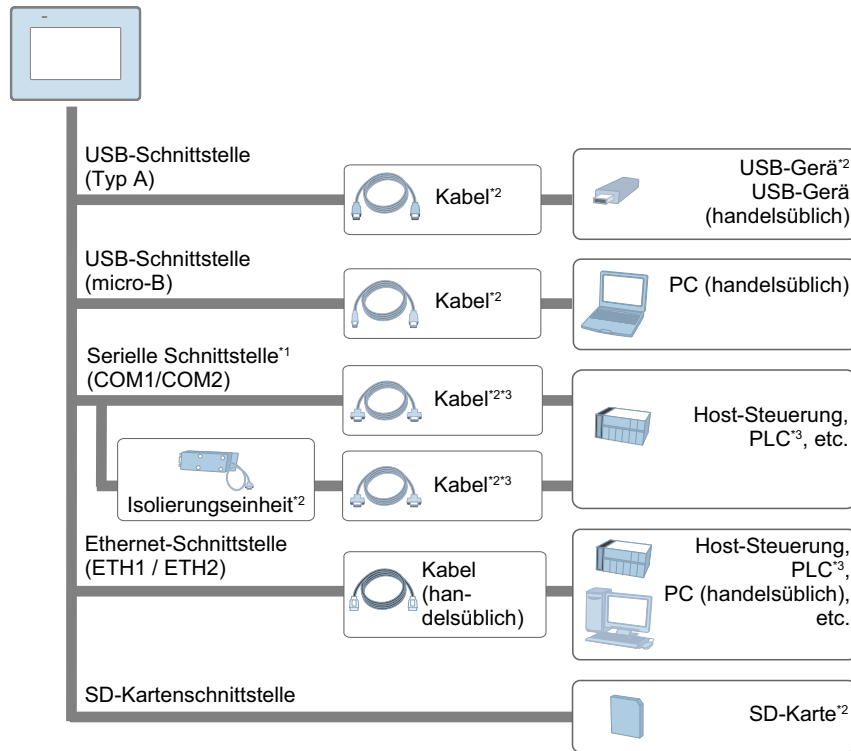 USB-Schnittstelle
(Typ A)
Kabel*2
USB-Gerä*2
USB-Gerä
(handelsüblich)
USB-Schnittstelle
(micro-B)
Kabel*2
PC (handelsüblich)
Serielle Schnittstelle*1
(COM1/COM2)
Kabel*2*3
Host-Steuerung,
PLC*3, etc.
Isolierungseinheit*2
Kabel*2*3
Ethernet-Schnittstelle
(ETH1 / ETH2)
Kabel
(han-
delsüblich)
Host-Steuerung,
PLC*3,
PC (handelsüblich),
etc.
SD-Kartenschnittstelle
SD-Karte*2